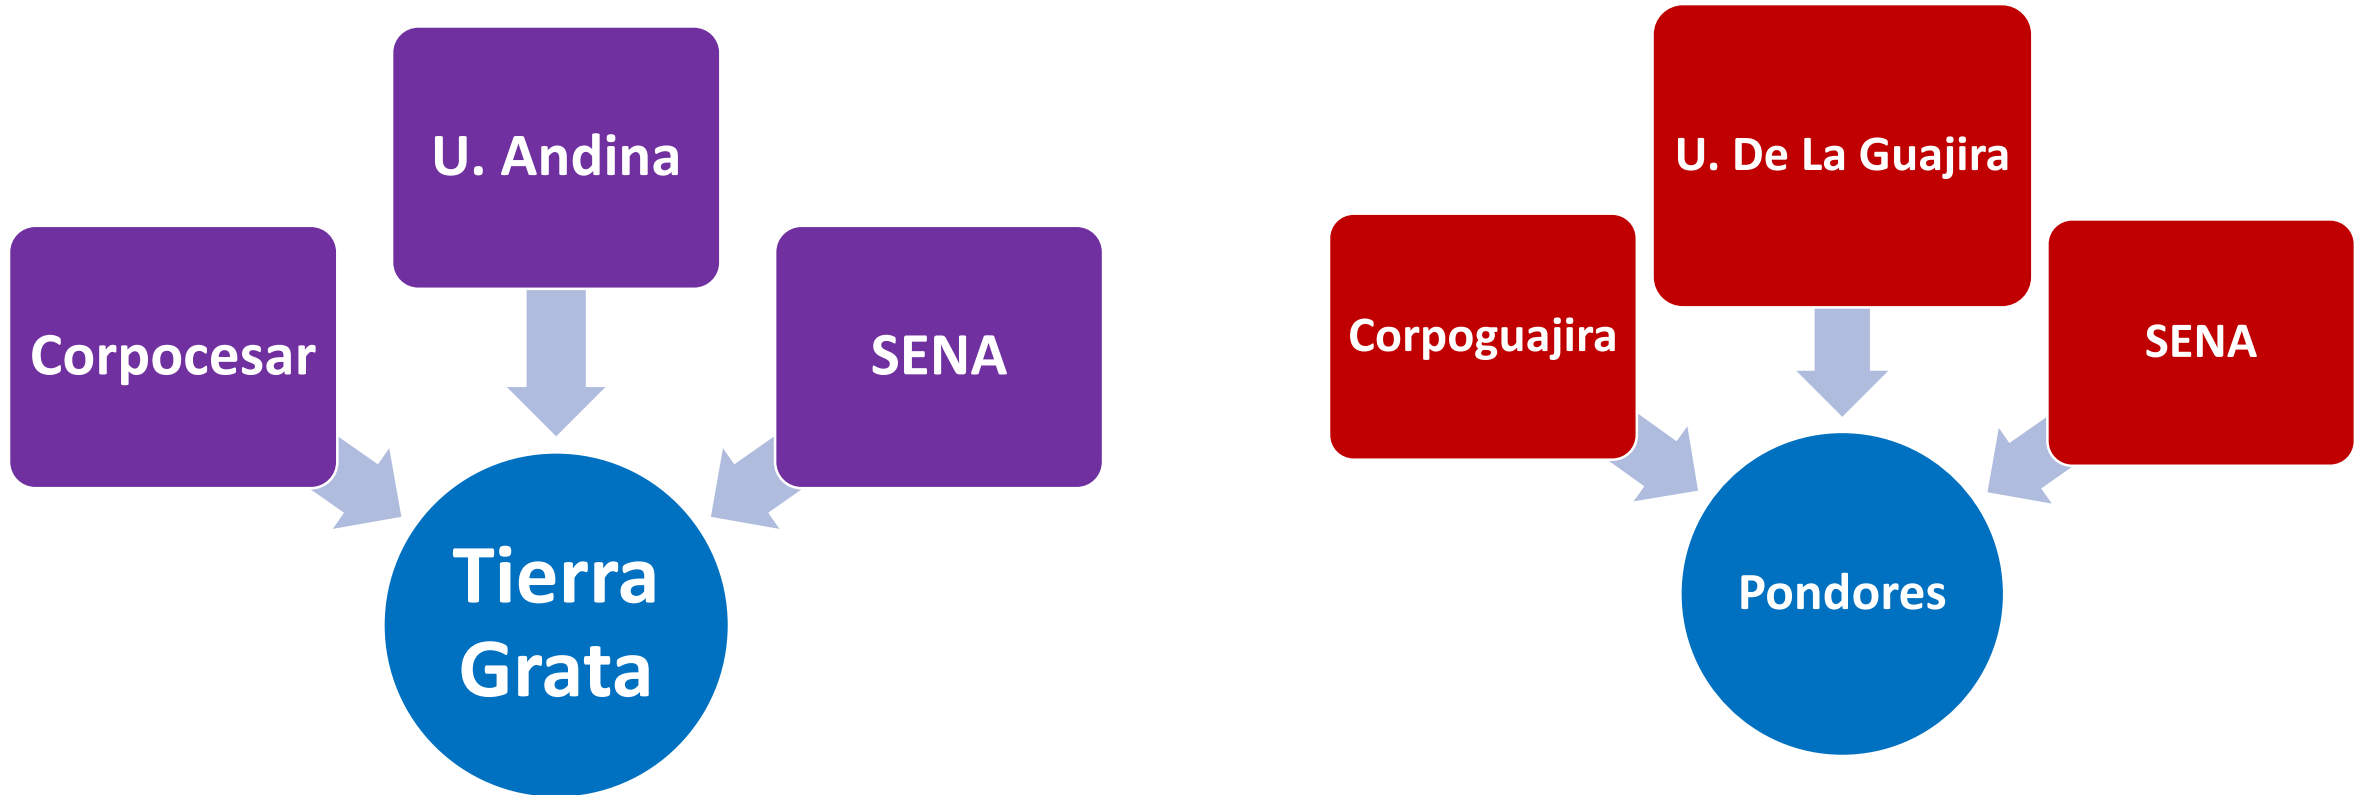 U. Andina
Corpocesar
SENA
Tierra
Grata
U. De La Guajira
Corpoguajira
SENA
Pondores